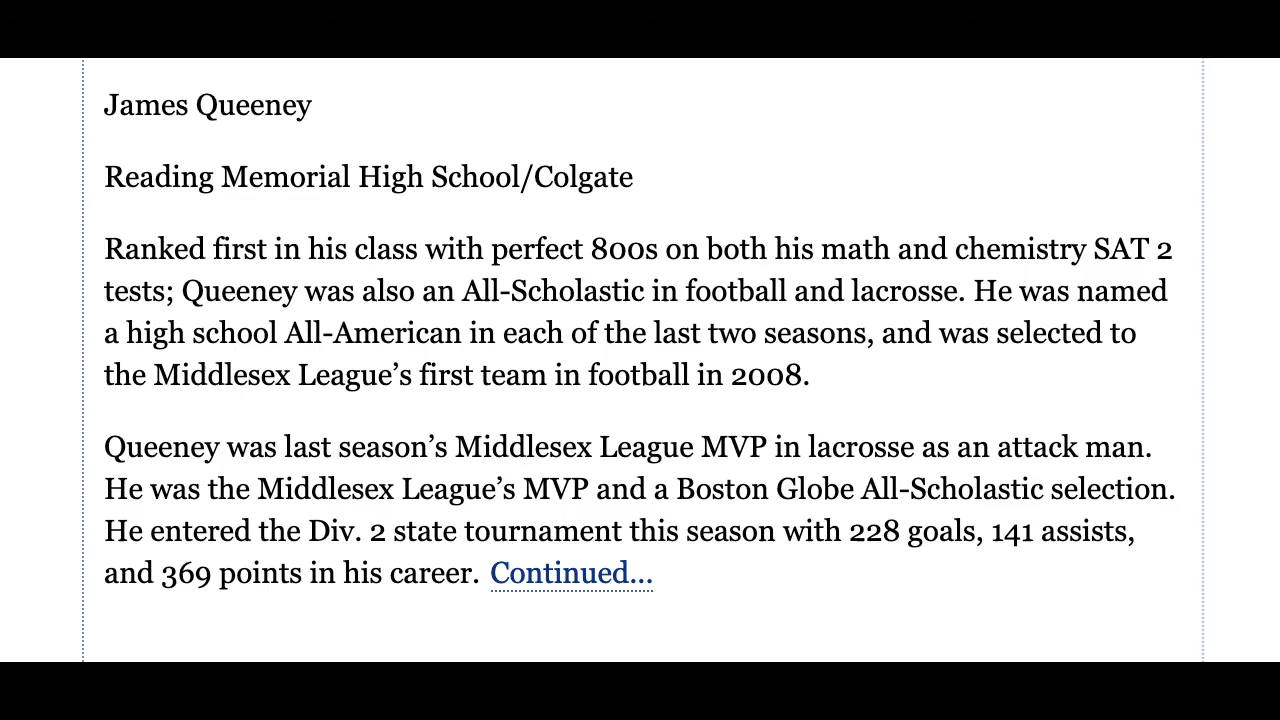 James Queeney
Reading Memorial High School/Colgate
Ranked first in his class with perfect 800s on both his math and chemistry SAT 2
tests; Queeney was also an All-Scholastic in football and lacrosse. He was named
a high school All-American in each of the last two seasons, and was selected to
the Middlesex League’s first team in football in 2008.
Queeney was last season’s Middlesex League MVP in lacrosse as an attack man.
He was the Middlesex League’s MVP and a Boston Globe All-Scholastic selection.
He entered the Div. 2 state tournament this season with 228 goals, 141 assists,
and 369 points in his career. Continued...